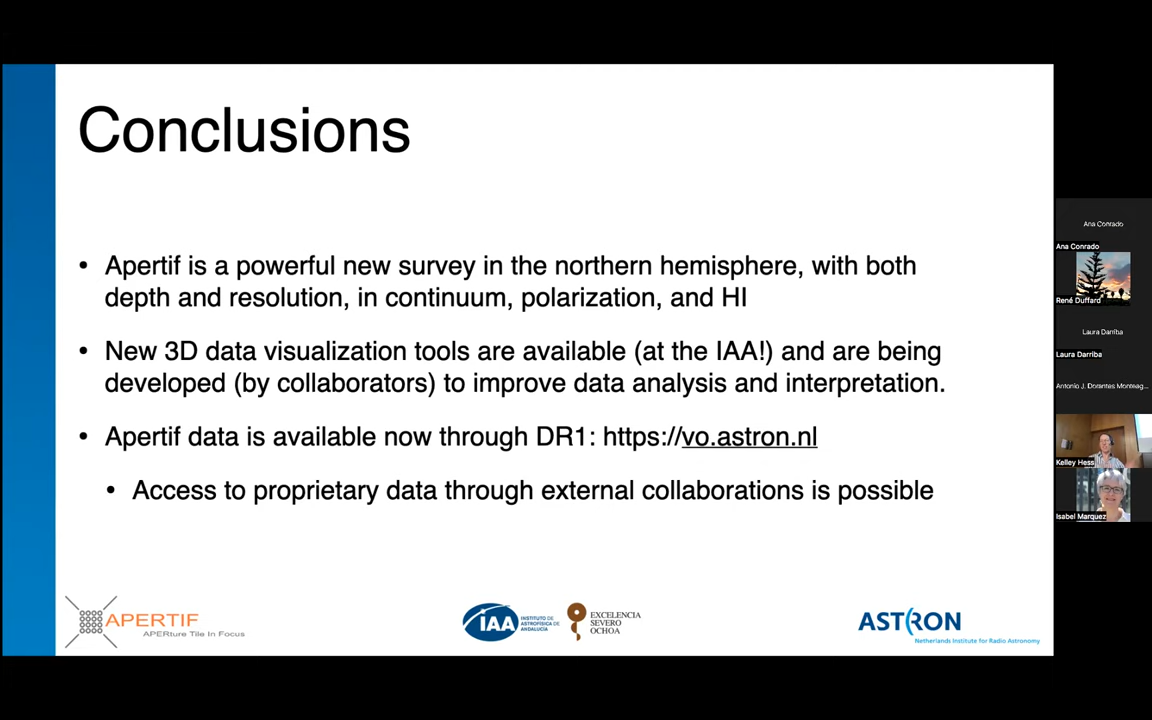 Conclusions
• Apertif is a powerful new survey in the northern hemisphere, with both
depth and resolution, in continuum, polarization, and HI
• New 3D data visualization tools are available (at the IAA!) and are being
developed (by collaborators) to improve data analysis and interpretation.
• Apertif data is available now through DR1: https://vo.astron.nl
• Access to proprietary data through external collaborations is possible
APERTIF
APERture Tile In Focus
IAA
INSTITUTO DE
ASTROFÍSICA DE
ANDALUCÍA
EXCELENCIA
SEVERO
OCHOA
ASTRON
Netherlands Institute for Radio Astronomy
Ana Conrado
Ana Conrado
René Duffard
Laura Darriba
Laura Darriba
Antonio J. Dorantes Monteag...
Kelley Hess
Isabel Marquez